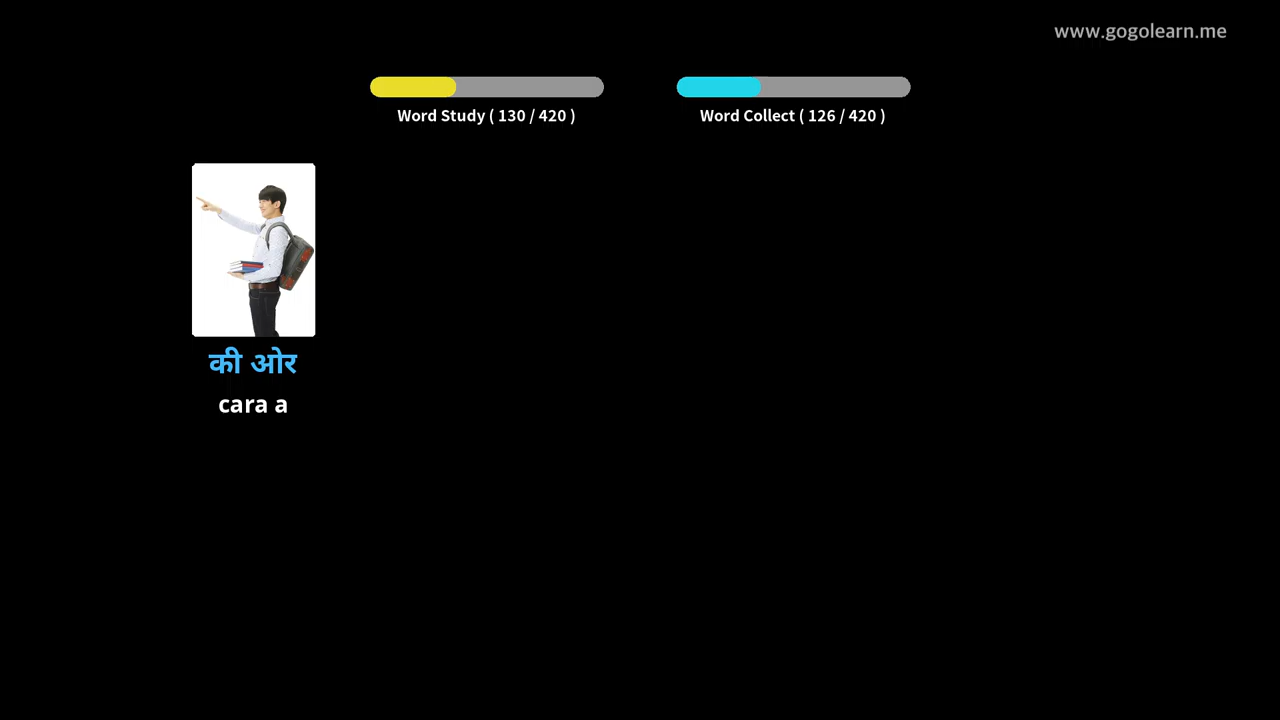 www.gogolearn.me
Word Study ( 130 / 420 )
Word Collect ( 126 / 420 )
की ओर
cara a